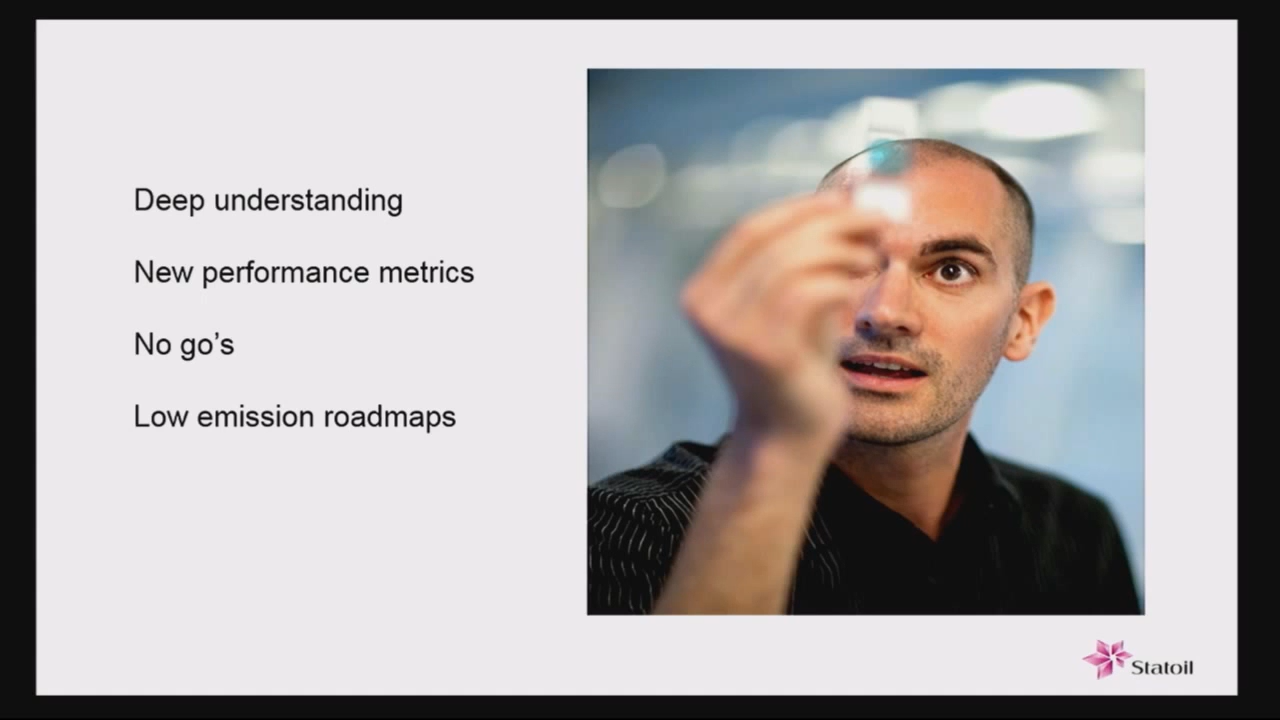 Deep understanding
New performance metrics
No go’s
Low emission roadmaps
Statoil